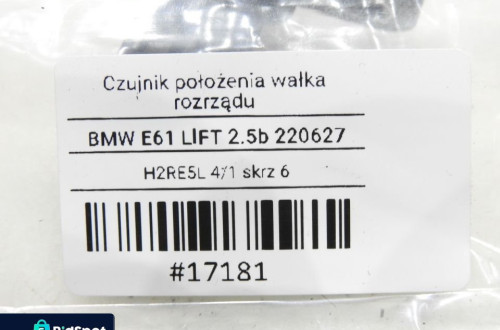 Czujnik położenia wałka
rozrządu
BMW E61 LIFT 2.5b 220627
H2RE5L 4/1 skrz 6
#17181